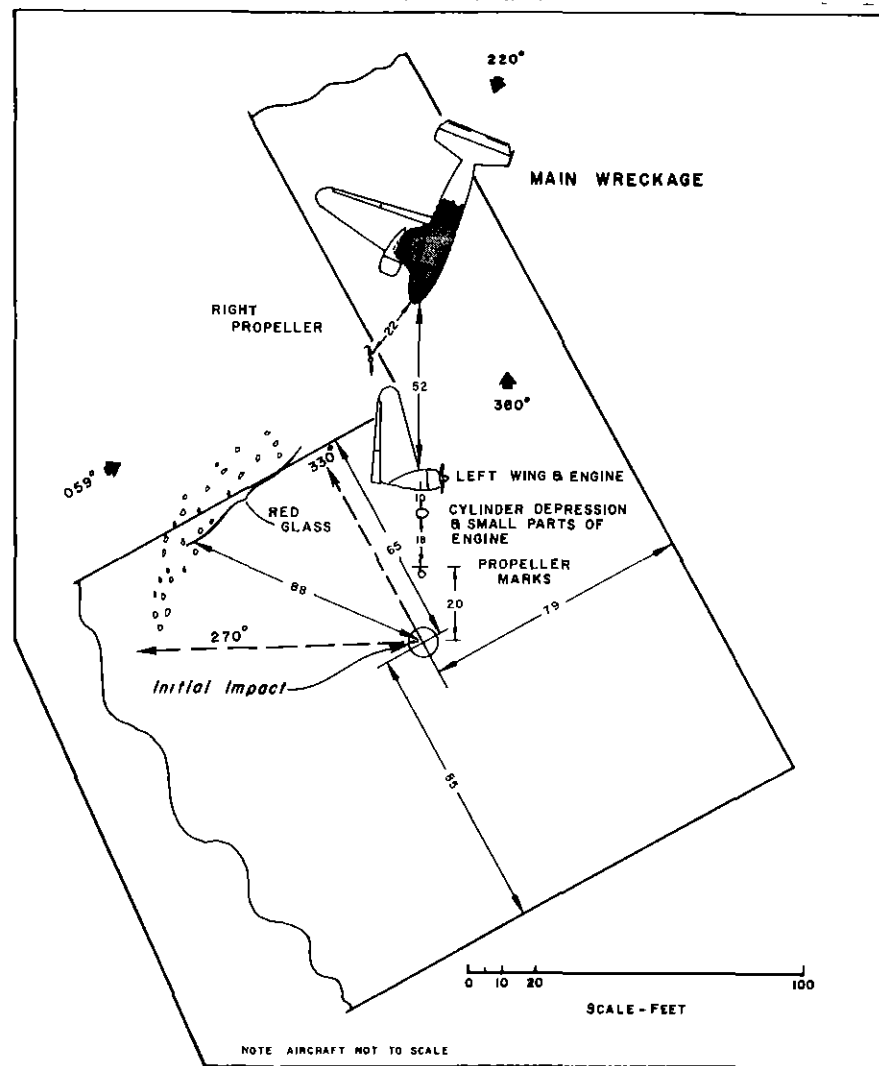 220°
MAIN WRECKAGE
RIGHT
PROPELLER
22
52
360°
059°
330°
LEFT WING & ENGINE
10
RED
GLASS
CYLINDER DEPRESSION
& SMALL PARTS OF
ENGINE
18
65
PROPELLER
MARKS
88
20
79
270°
Initial Impact
85
0 10 20 100
SCALE - FEET
NOTE AIRCRAFT NOT TO SCALE